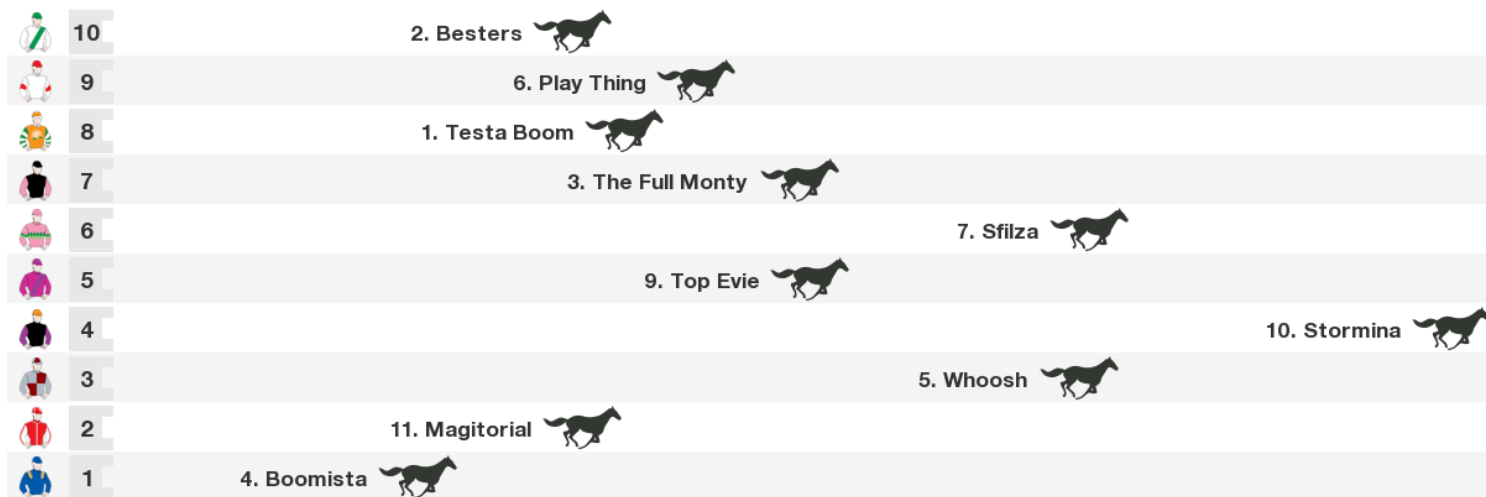 10 2. Besters
9 6. Play Thing
8 1. Testa Boom
7 3. The Full Monty
6 7. Sfilza
5 9. Top Evie
4 10. Stormina
3 5. Whoosh
2 11. Magitorial
1 4. Boomista